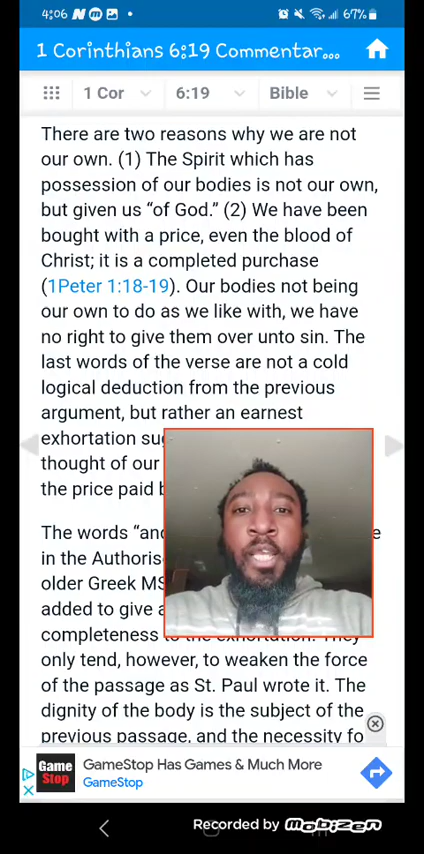 4:06
67%
1 Corinthians 6:19 Commentar...
1 Cor 6:19 Bible
There are two reasons why we are not
our own. (1) The Spirit which has
possession of our bodies is not our own,
but given us “of God.” (2) We have been
bought with a price, even the blood of
Christ; it is a completed purchase
(1Peter 1:18-19). Our bodies not being
our own to do as we like with, we have
no right to give them over unto sin. The
last words of the verse are not a cold
logical deduction from the previous
argument, but rather an earnest
exhortation
thought of our
the price paid
The words
in the
older Greek
added to give a
completeness to the exhortation. They
only tend, however, to weaken the force
of the passage as St. Paul wrote it. The
dignity of the body is the subject of the
previous passage, and the necessity fo
Game
Stop
GameStop Has Games & Much More
GameStop
Recorded by mobizen